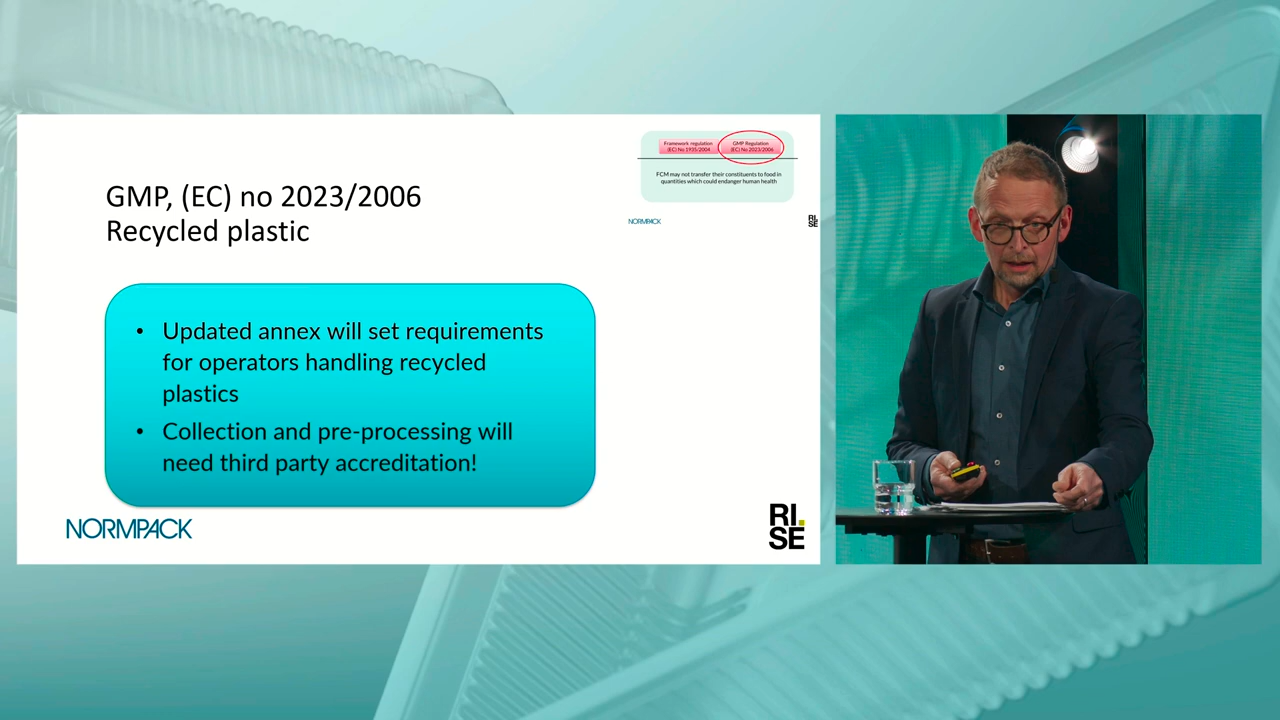 GMP, (EC) no 2023/2006
Recycled plastic
Framework regulation
(EC) No 1935/2004
GMP Regulation
(EC) No 2023/2006
FCM may not transfer their constituents to food in
quantities which could endanger human health
NORMPACK
RI.
SE
• Updated annex will set requirements
for operators handling recycled
plastics
• Collection and pre-processing will
need third party accreditation!
NORMPACK
RI.
SE